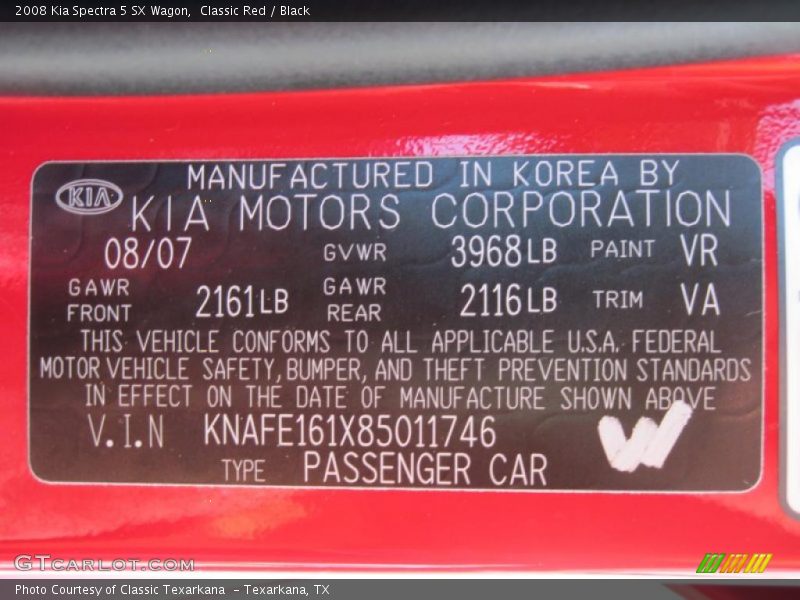 2008 Kia Spectra 5 SX Wagon,  Classic Red / Black
MANUFACTURED IN KOREA BY
KIA KIA MOTORS CORPORATION
08/07 GVWR 3968LB PAINT VR
GAWR FRONT 2161LB GAWR REAR 2116LB TRIM VA
THIS VEHICLE CONFORMS TO ALL APPLICABLE U.S.A. FEDERAL
MOTOR VEHICLE SAFETY, BUMPER, AND THEFT PREVENTION STANDARDS
IN EFFECT ON THE DATE OF MANUFACTURE SHOWN ABOVE
V.I.N KNAFE161X85011746
TYPE PASSENGER CAR
GTCARLOT.COM
Photo Courtesy of Classic Texarkana  - Texarkana, TX